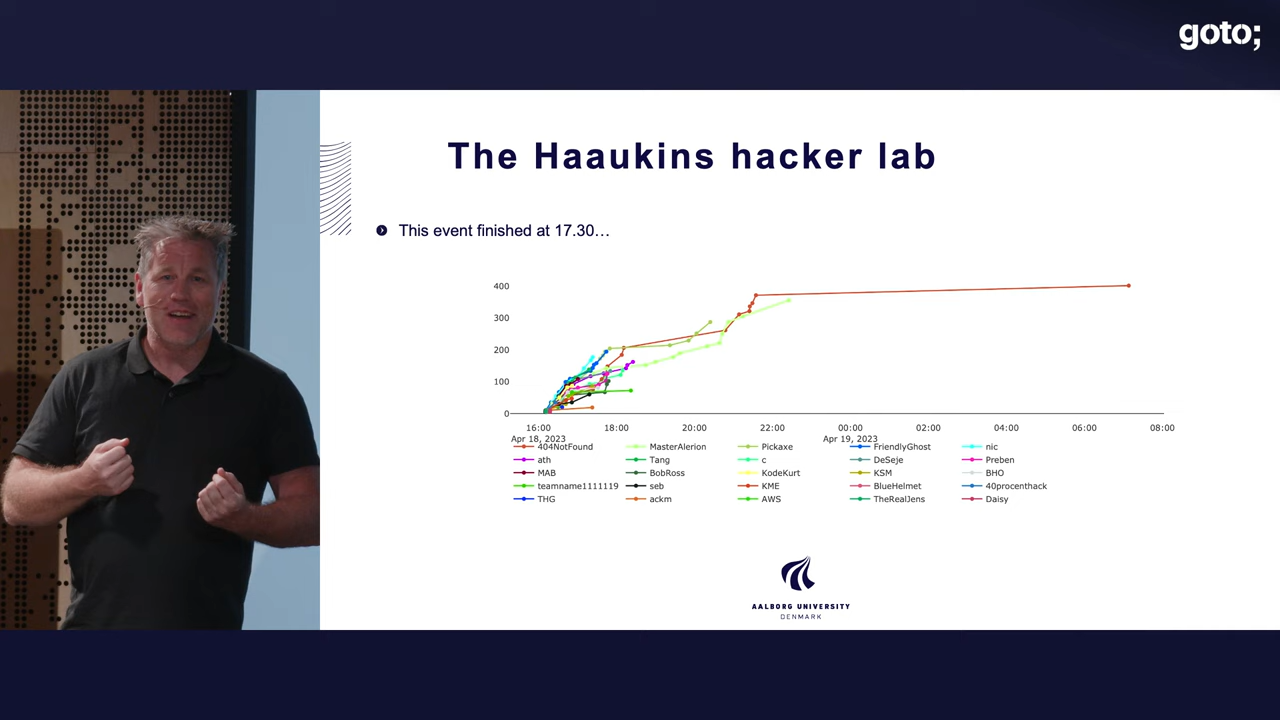 goto;
The Haaukins hacker lab
This event finished at 17.30...
400
300
200
100
0
16:00 18:00 20:00 22:00 00:00 02:00 04:00 06:00 08:00
Apr 18, 2023 Apr 19, 2023
404NotFound MasterAlerion Pickaxe FriendlyGhost nic
ath Tang c DeSeje Preben
MAB BobRoss KodeKurt KSM BHO
teamname1111119 seb KME BlueHelmet 40procenthack
THG ackm AWS TheRealJens Daisy
AALBORG UNIVERSITY
DENMARK